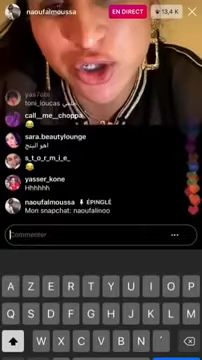 naoufalmoussa
EN DIRECT
13,4 K
yas7obi
toni_loucas
call__me__choppa
😂
sara.beautylounge
اهو البنج
s_t_o_r_m_i_e_
😂
yasser_kone
Hhhhhh
naoufalmoussa ÉPINGLÉ
Mon snapchat: naoufalinoo
Commenter
A Z E R T Y U I O P
Q S D F G H J K L M
W X C V B N '